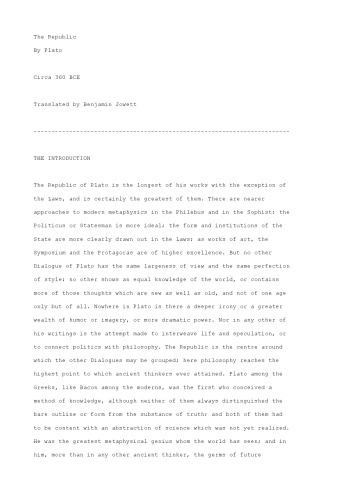 The Republic
By Plato
Circa 360 BCE
Translated by Benjamin Jowett
------------------------------------------------------------------------
THE INTRODUCTION
The Republic of Plato is the longest of his works with the exception of
the Laws, and is certainly the greatest of them. There are nearer
approaches to modern metaphysics in the Philebus and in the Sophist; the
Politicus or Statesman is more ideal; the form and institutions of the
State are more clearly drawn out in the Laws; as works of art, the
Symposium and the Protagoras are of higher excellence. But no other
Dialogue of Plato has the same largeness of view and the same perfection
of style; no other shows an equal knowledge of the world, or contains
more of those thoughts which are new as well as old, and not of one age
only but of all. Nowhere in Plato is there a deeper irony or a greater
wealth of humor or imagery, or more dramatic power. Nor in any other of
his writings is the attempt made to interweave life and speculation, or
to connect politics with philosophy. The Republic is the centre around
which the other Dialogues may be grouped; here philosophy reaches the
highest point to which ancient thinkers ever attained. Plato among the
Greeks, like Bacon among the moderns, was the first who conceived a
method of knowledge, although neither of them always distinguished the
bare outline or form from the substance of truth; and both of them had
to be content with an abstraction of science which was not yet realized.
He was the greatest metaphysical genius whom the world has seen; and in
him, more than in any other ancient thinker, the germs of future